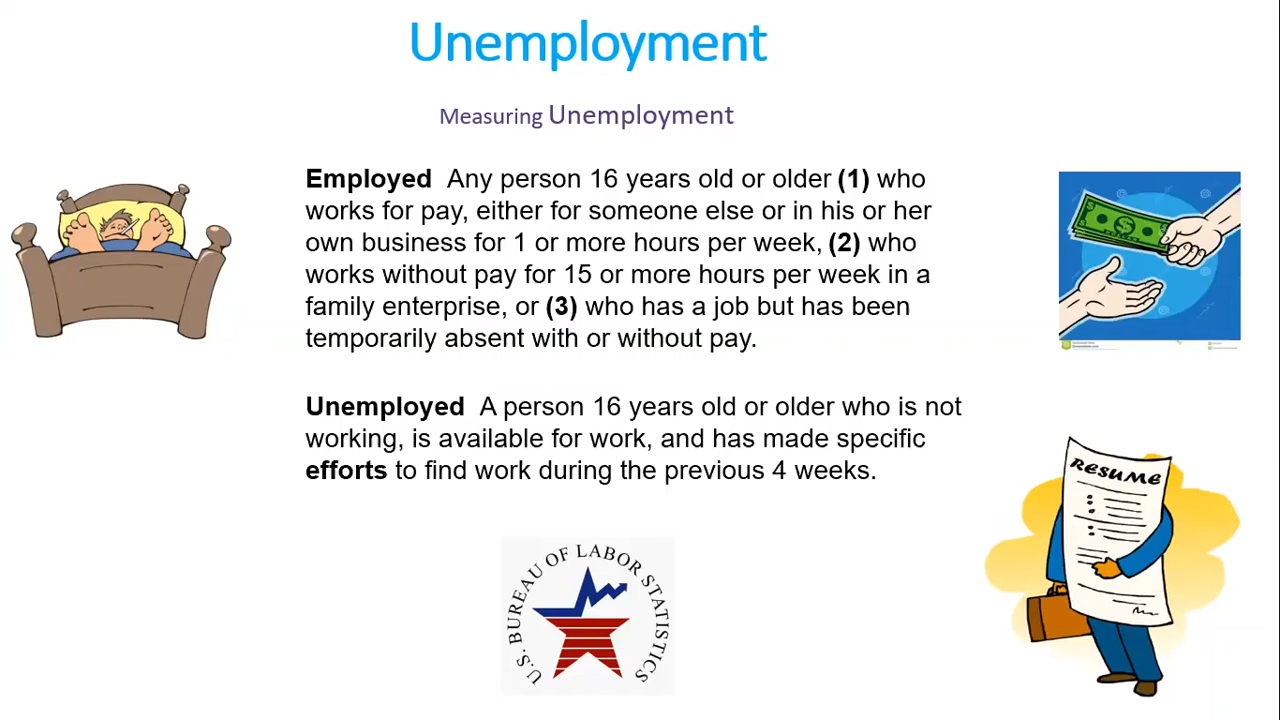 Unemployment
Measuring Unemployment
Employed Any person 16 years old or older (1) who
works for pay, either for someone else or in his or her
own business for 1 or more hours per week, (2) who
works without pay for 15 or more hours per week in a
family enterprise, or (3) who has a job but has been
temporarily absent with or without pay.
Unemployed A person 16 years old or older who is not
working, is available for work, and has made specific
efforts to find work during the previous 4 weeks.
RESUME
U.S. BUREAU OF LABOR STATISTICS